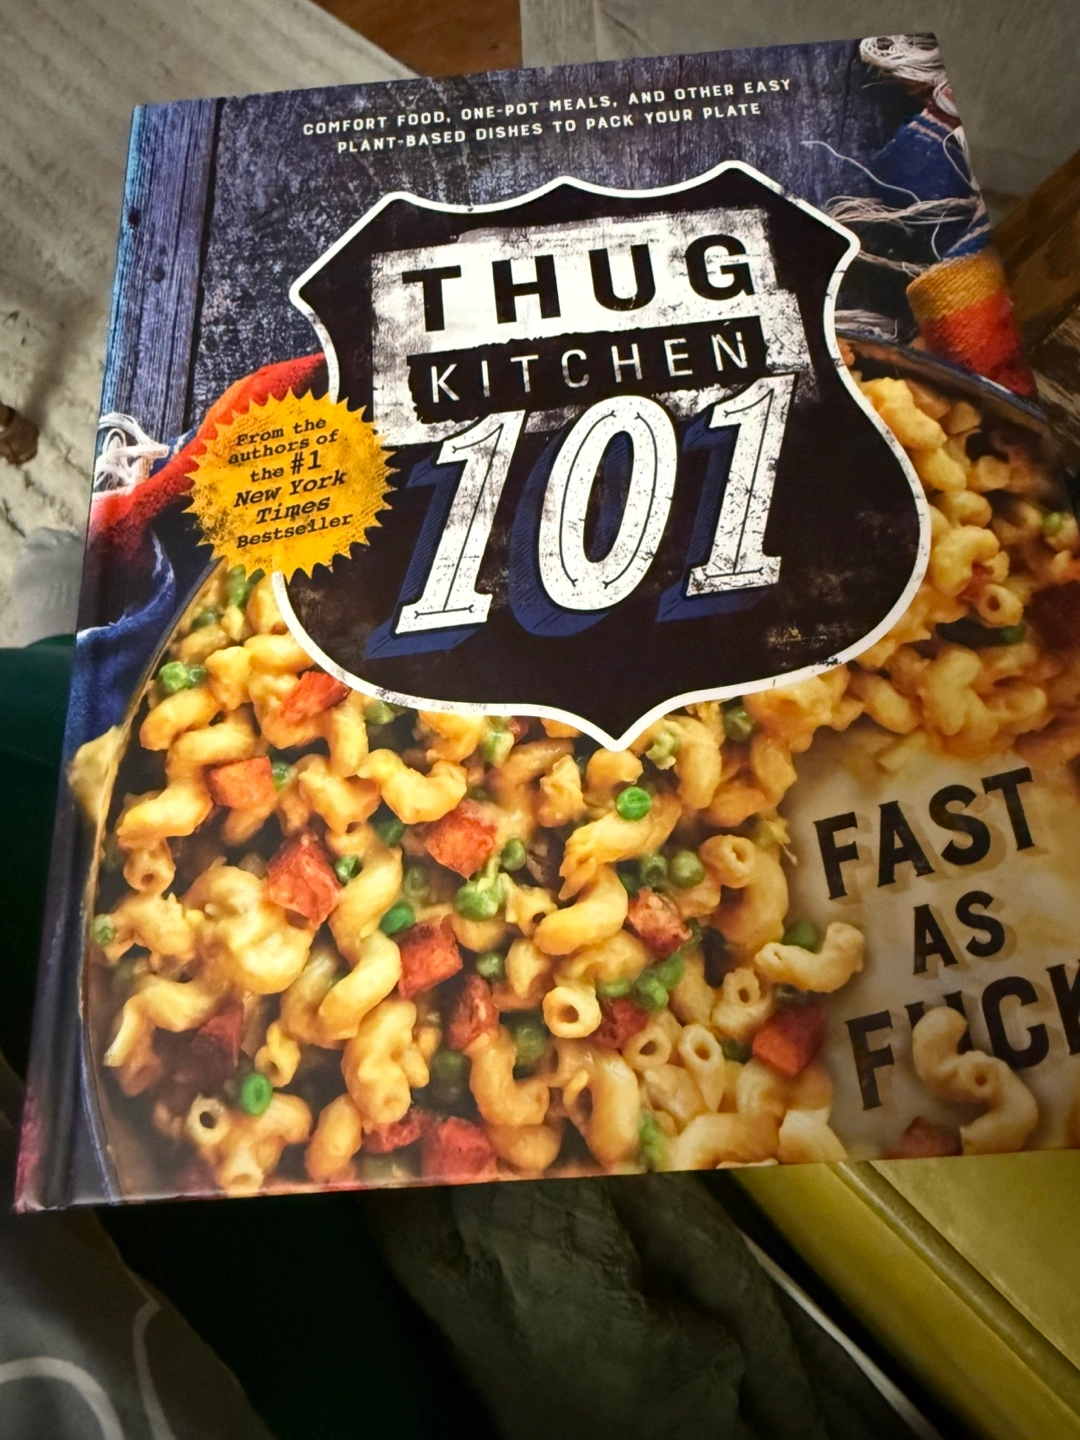 COMFORT FOOD, ONE-POT MEALS, AND OTHER EASY
PLANT-BASED DISHES TO PACK YOUR PLATE
THUG
KITCHEN
101
From the
authors of
the #1
New York
Times
Bestseller
FAST
AS
FUCK